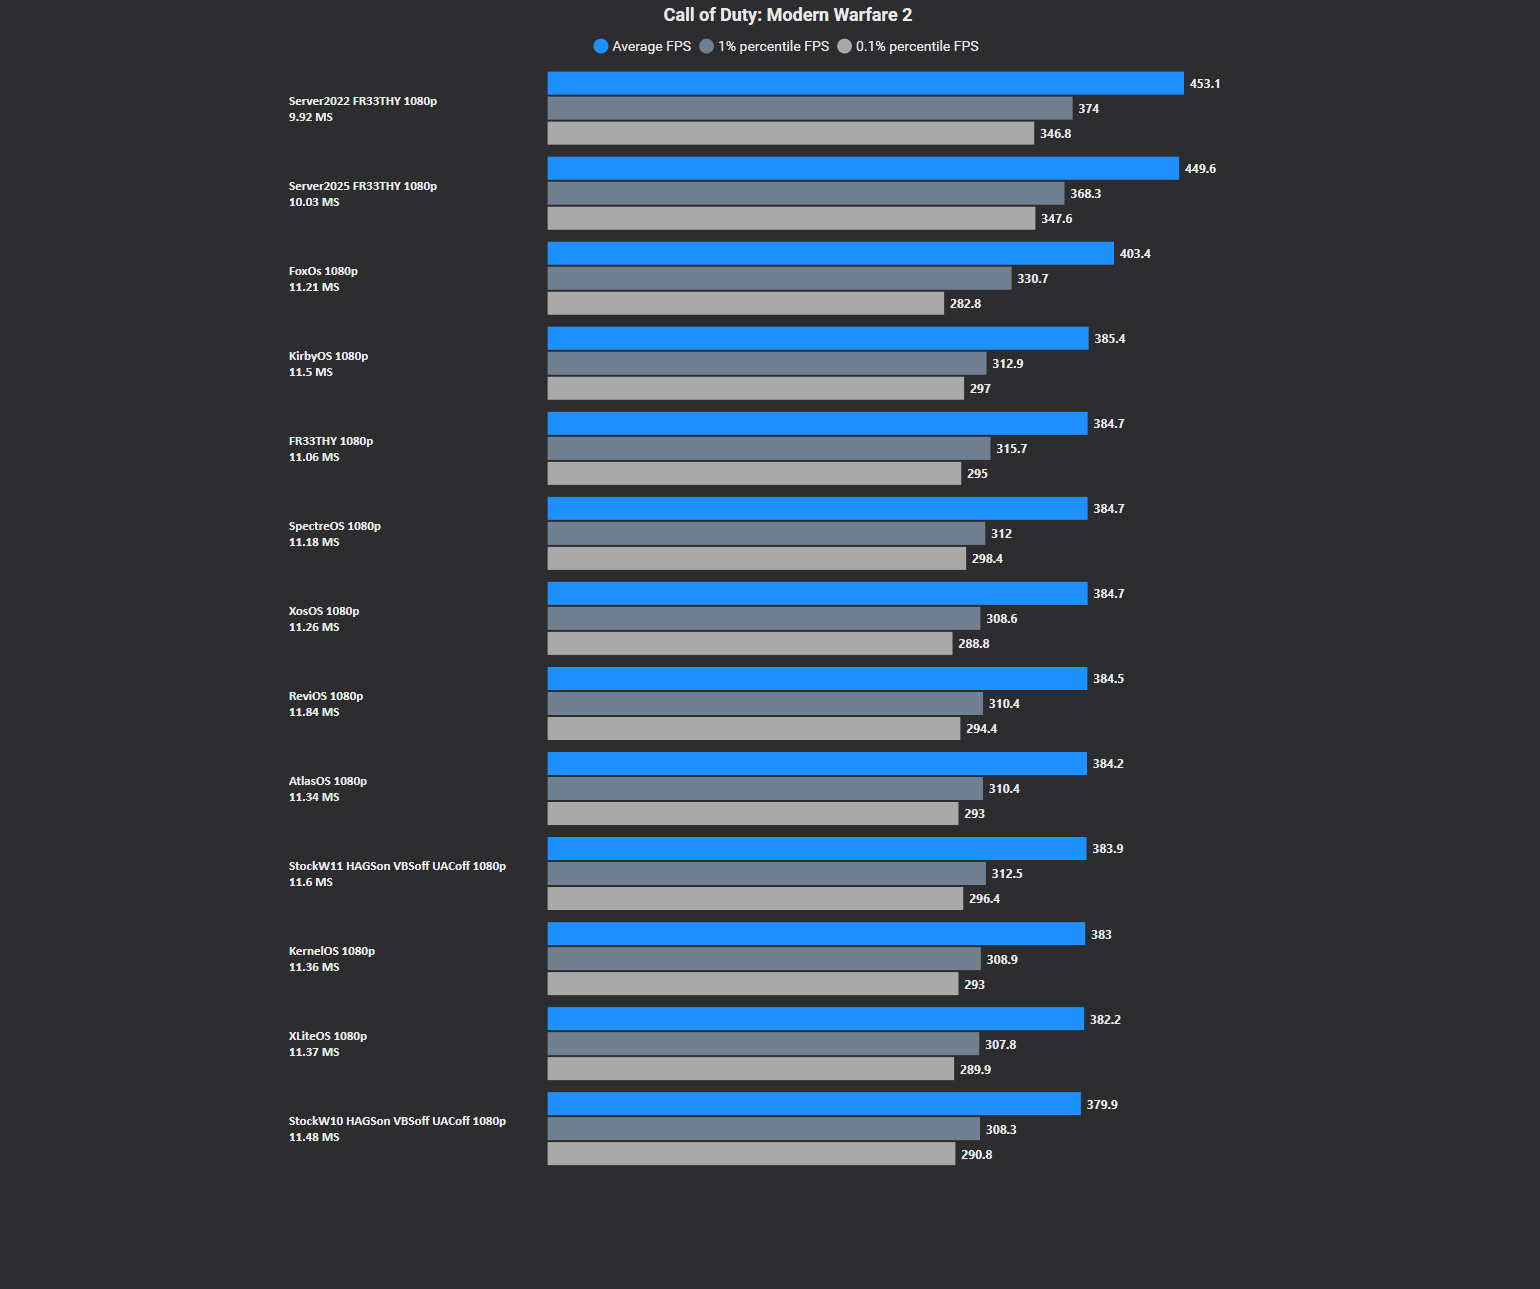 Call of Duty: Modern Warfare 2
Average FPS 1% percentile FPS 0.1% percentile FPS
Server2022 FR33THY 1080p
9.92 MS
453.1
374
346.8
Server2025 FR33THY 1080p
10.03 MS
449.6
368.3
347.6
FoxOs 1080p
11.21 MS
403.4
330.7
282.8
KirbyOS 1080p
11.5 MS
385.4
312.9
297
FR33THY 1080p
11.06 MS
384.7
315.7
295
SpectreOS 1080p
11.18 MS
384.7
312
298.4
XosOS 1080p
11.26 MS
384.7
308.6
288.8
ReviOS 1080p
11.84 MS
384.5
310.4
294.4
AtlasOS 1080p
11.34 MS
384.2
310.4
293
StockW11 HAGSon VBSoff UACoff 1080p
11.6 MS
383.9
312.5
296.4
KernelOS 1080p
11.36 MS
383
308.9
293
XLiteOS 1080p
11.37 MS
382.2
307.8
289.9
StockW10 HAGSon VBSoff UACoff 1080p
11.48 MS
379.9
308.3
290.8